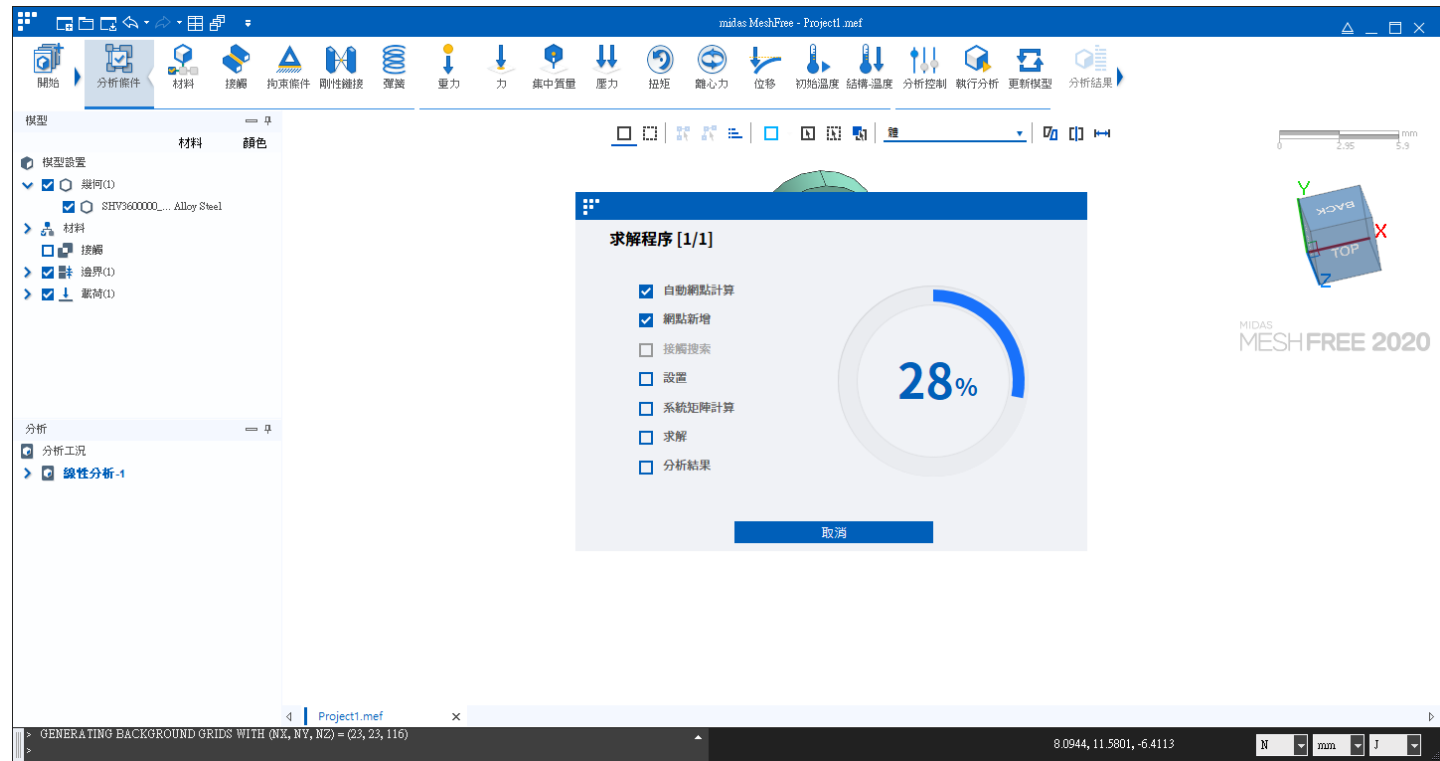 midas MeshFree - Project1.mef
開始 分析條件 材料 接觸 拘束條件 剛性鏈接 彈簧 重力 力 集中質量 壓力 扭矩 離心力 位移 初始溫度 結構-溫度 分析控制 執行分析 更新模型 分析結果
模型
材料 顏色
模型設置
幾何(1)
SHV3600000_... Alloy Steel
材料
接觸
邊界(1)
載荷(1)
分析
分析工況
線性分析-1
體
mm
0 2.95 5.9
Y
BACK
X
TOP
Z
MIDAS
MESHFREE 2020
求解程序 [1/1]
自動網點計算
網點新增
接觸搜索
設置
系統矩陣計算
求解
分析結果
28%
取消
Project1.mef
> GENERATING BACKGROUND GRIDS WITH (NX, NY, NZ) = (23, 23, 116)
>
8.0944, 11.5801, -6.4113
N mm J